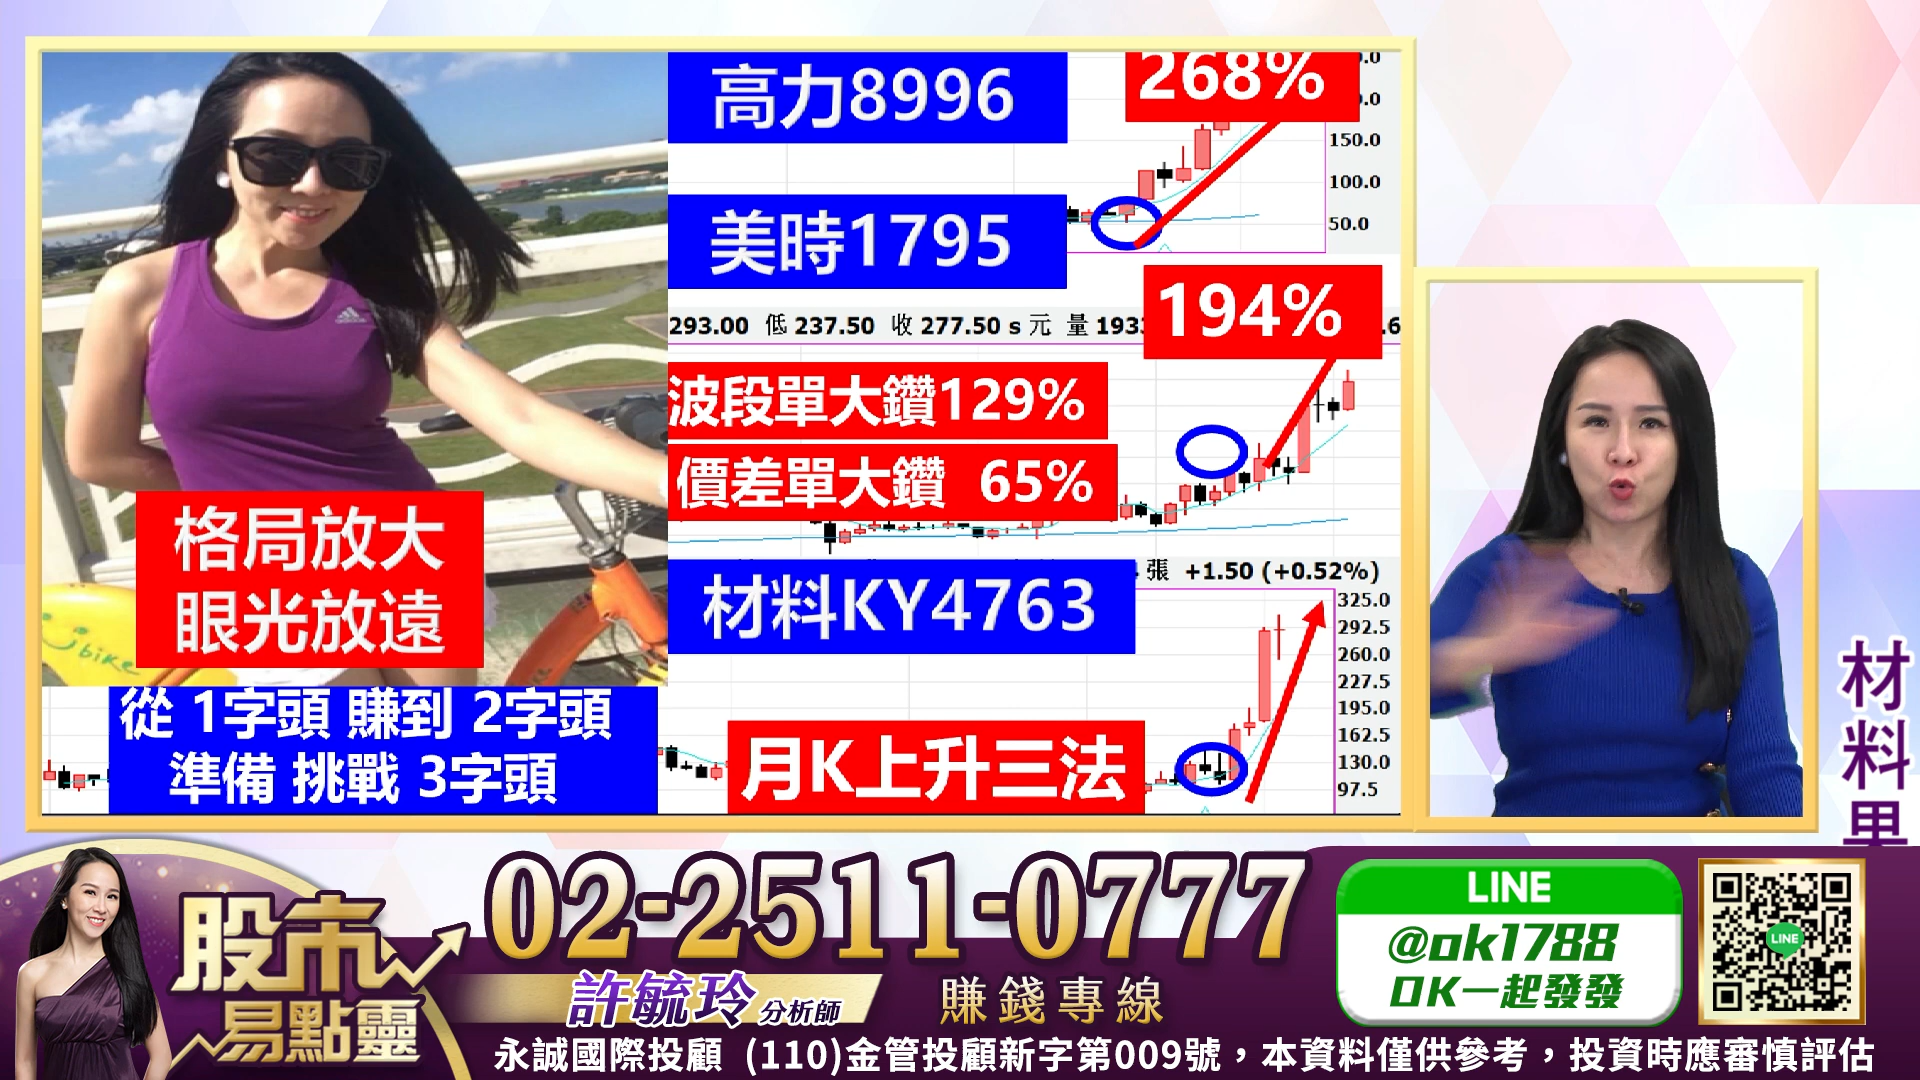 高力8996
268%
150.0
100.0
50.0
美時1795
194%
293.00 低 237.50 收 277.50 s 元 量 1933
波段單大鑽129%
價差單大鑽 65%
格局放大
眼光放遠
ubike
材料KY4763
張 +1.50 (+0.52%)
325.0
292.5
260.0
227.5
195.0
162.5
130.0
97.5
從 1字頭 賺到 2字頭
準備 挑戰 3字頭
月K上升三法
材料
股市
易點靈
02-2511-0777
許毓玲 分析師
賺錢專線
LINE
@ok1788
OK一起發發
LINE
永誠國際投顧 (110)金管投顧新字第009號，本資料僅供參考，投資時應審慎評估